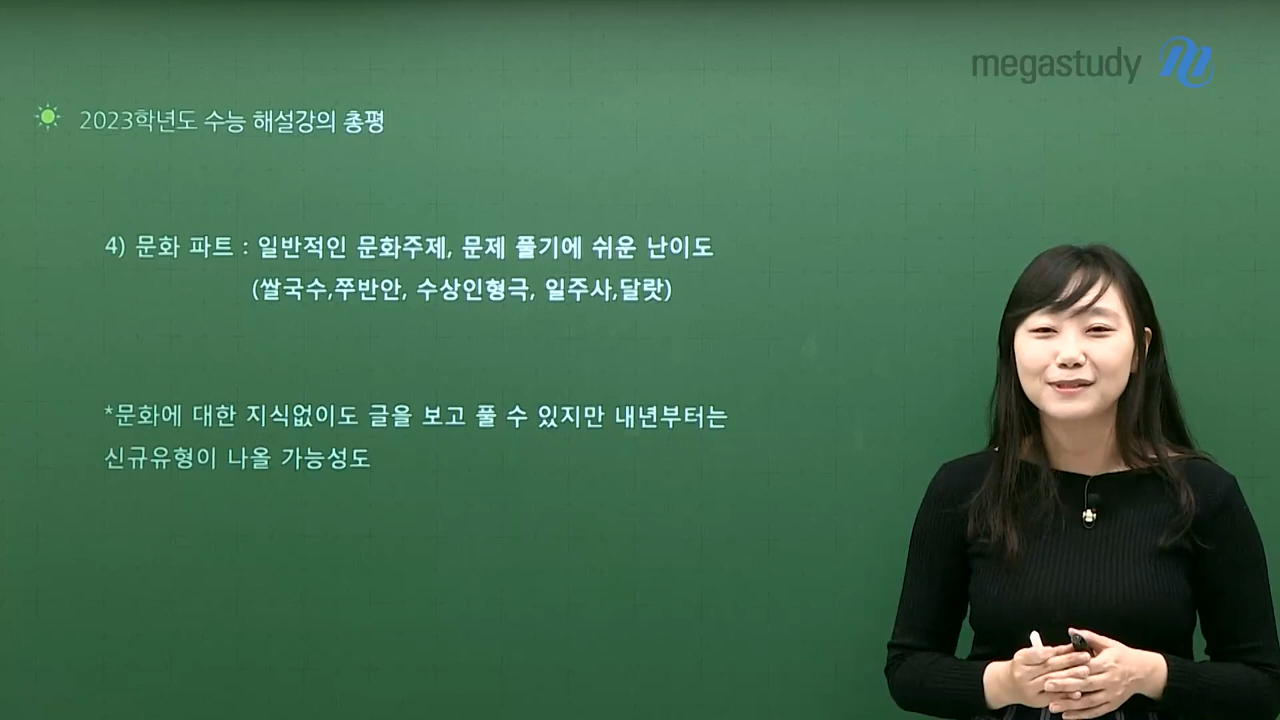 megastudy
2023학년도 수능 해설강의 총평
4) 문화 파트 : 일반적인 문화주제, 문제 풀기에 쉬운 난이도
(쌀국수,쭈반안, 수상인형극, 일주사,달랏)
*문화에 대한 지식없이도 글을 보고 풀 수 있지만 내년부터는
신규유형이 나올 가능성도